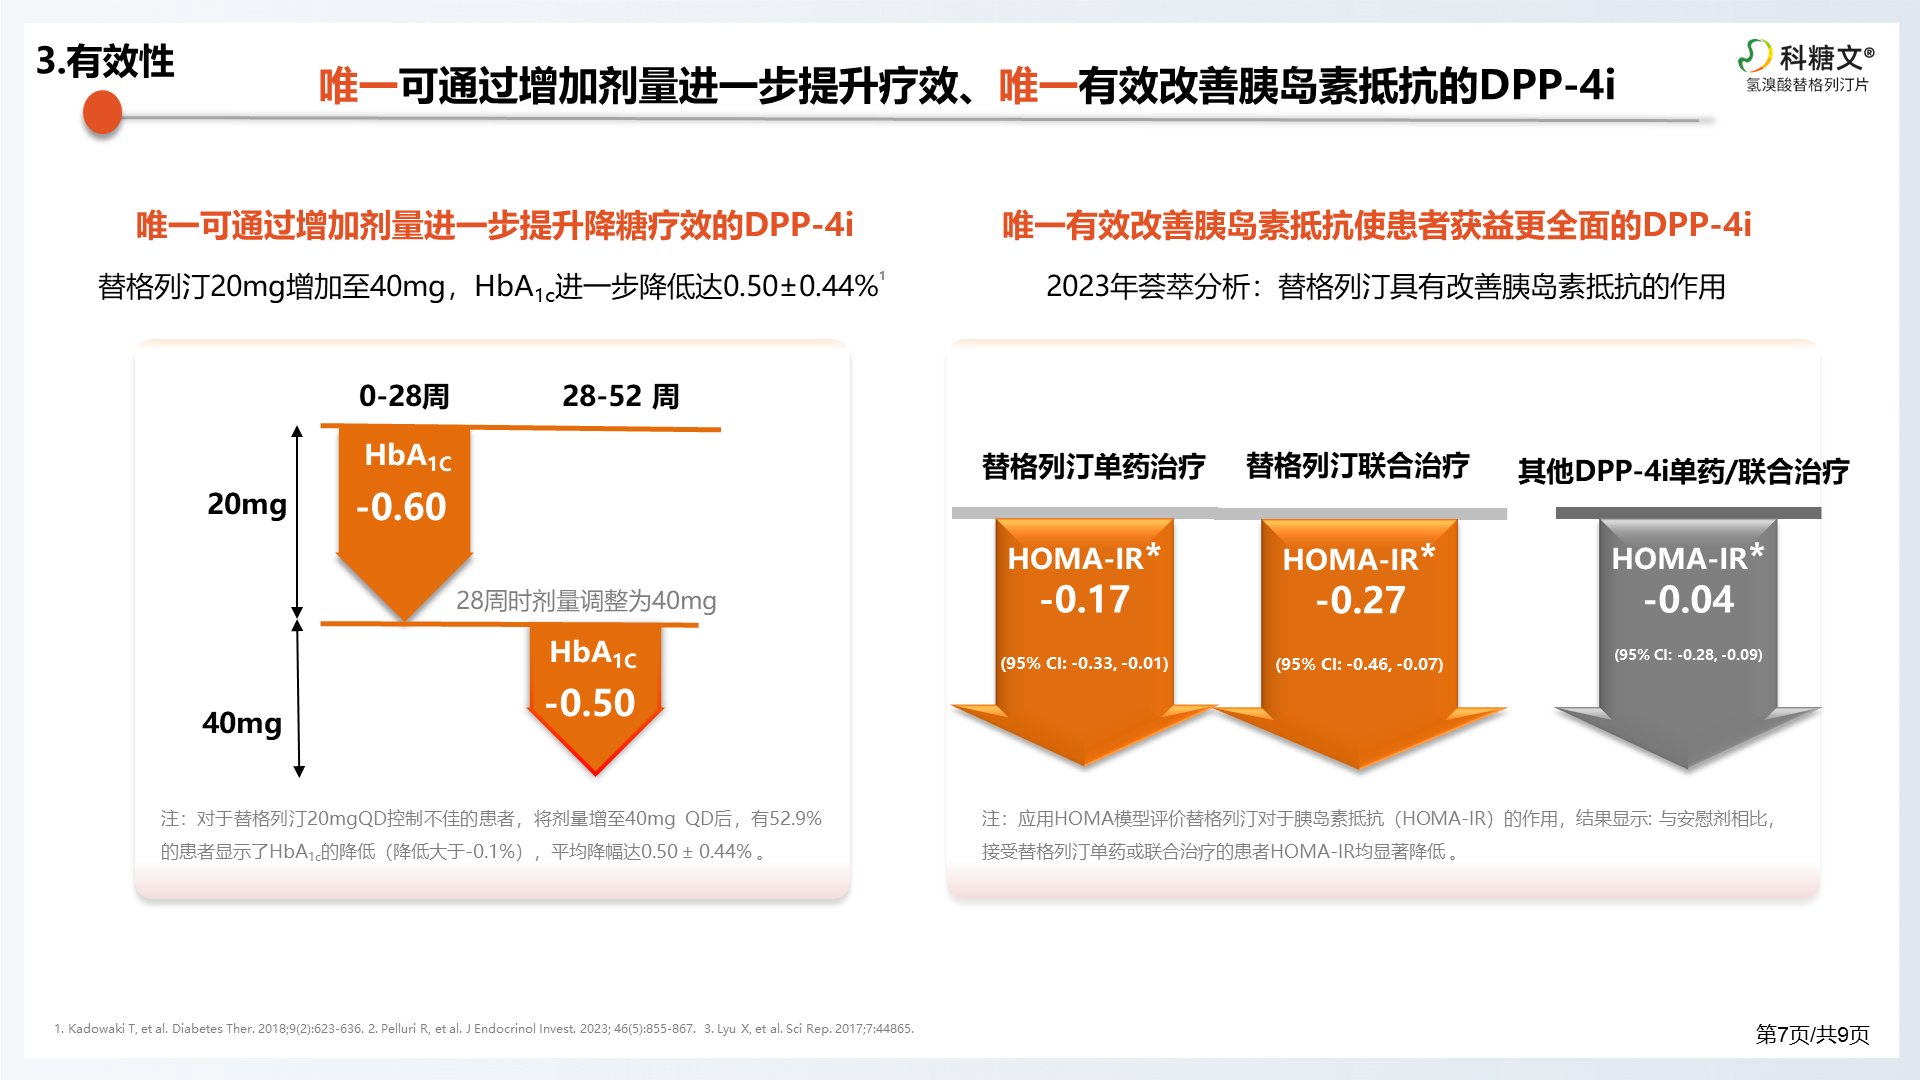 3.有效性
唯一可通过增加剂量进一步提升疗效、唯一有效改善胰岛素抵抗的DPP-4i
科糖文®
氢溴酸替格列汀片
唯一可通过增加剂量进一步提升降糖疗效的DPP-4i
替格列汀20mg增加至40mg，HbA1c进一步降低达0.50±0.44%1
0-28周
28-52 周
20mg
HbA1C
-0.60
28周时剂量调整为40mg
40mg
HbA1C
-0.50
注：对于替格列汀20mgQD控制不佳的患者，将剂量增至40mg QD后，有52.9%
的患者显示了HbA1c的降低（降低大于-0.1%），平均降幅达0.50 ± 0.44% 。
唯一有效改善胰岛素抵抗使患者获益更全面的DPP-4i
2023年荟萃分析：替格列汀具有改善胰岛素抵抗的作用
替格列汀单药治疗
替格列汀联合治疗
其他DPP-4i单药/联合治疗
HOMA-IR*
-0.17
(95% CI: -0.33, -0.01)
HOMA-IR*
-0.27
(95% CI: -0.46, -0.07)
HOMA-IR*
-0.04
(95% CI: -0.28, -0.09)
注：应用HOMA模型评价替格列汀对于胰岛素抵抗（HOMA-IR）的作用，结果显示: 与安慰剂相比，
接受替格列汀单药或联合治疗的患者HOMA-IR均显著降低 。
1. Kadowaki T, et al. Diabetes Ther. 2018;9(2):623-636. 2. Pelluri R, et al. J Endocrinol Invest. 2023; 46(5):855-867. 3. Lyu X, et al. Sci Rep. 2017;7:44865.
第7页/共9页